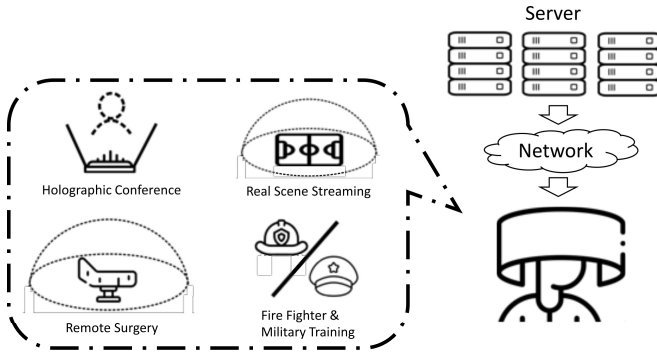 Server
Network
Holographic Conference
Real Scene Streaming
Remote Surgery
Fire Fighter &
Military Training